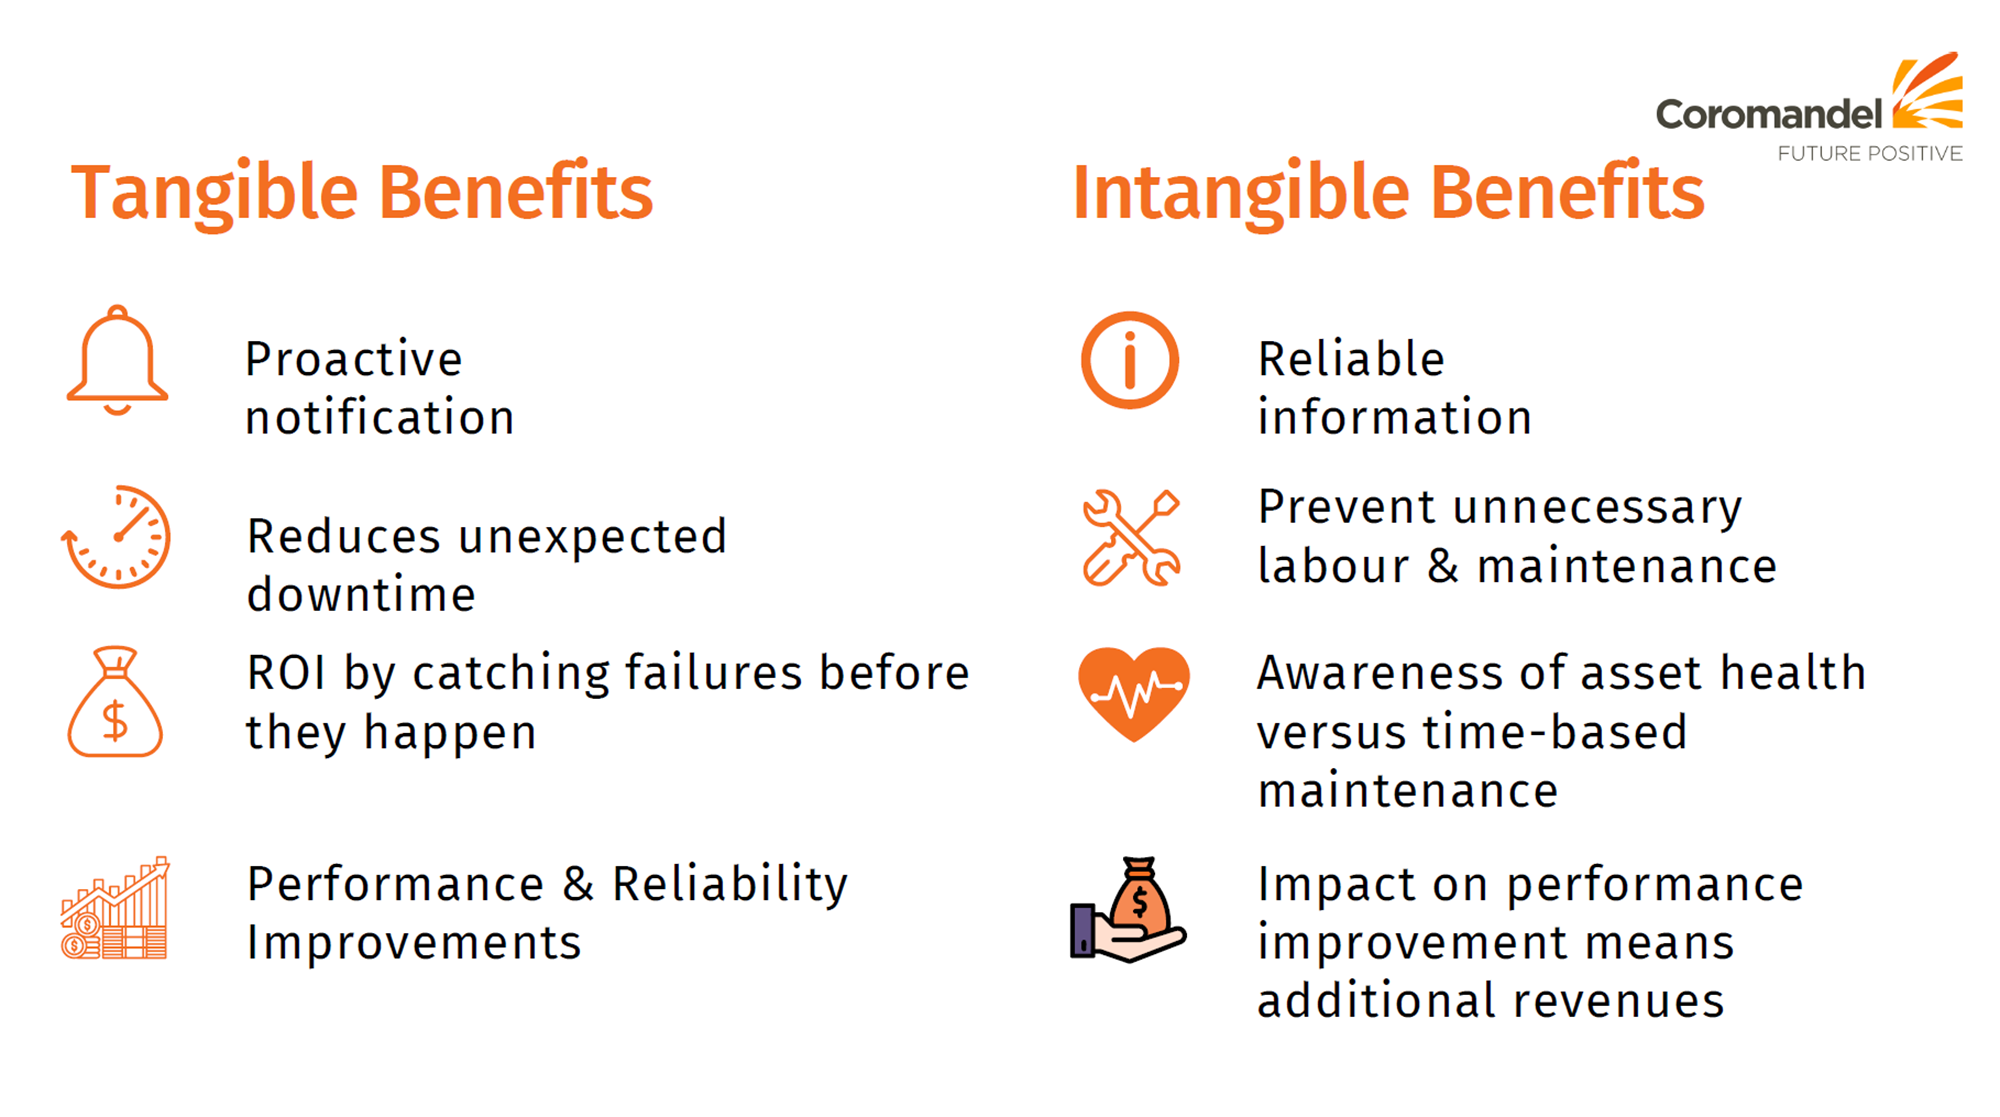 Coromandel
FUTURE POSITIVE
Tangible Benefits
Proactive
notification
Reduces unexpected
downtime
$
ROI by catching failures before
they happen
$
$
Performance & Reliability
Improvements
Intangible Benefits
i
Reliable
information
Prevent unnecessary
labour & maintenance
Awareness of asset health
versus time-based
maintenance
$
Impact on performance
improvement means
additional revenues